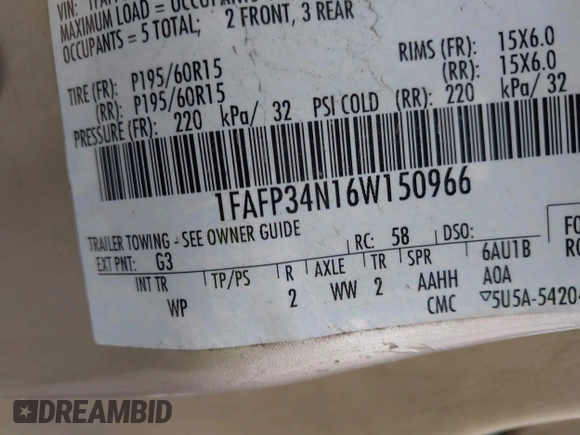 VIN:
MAXIMUM LOAD = OCCUPANTS
OCCUPANTS = 5 TOTAL; 2 FRONT, 3 REAR
TIRE (FR): P195/60R15 RIMS (FR): 15X6.0
(RR): P195/60R15 (RR): 15X6.0
PRESSURE (FR): 220 kPa/ 32 PSI COLD (RR): 220 kPa/ 32
1FAFP34N16W150966
TRAILER TOWING - SEE OWNER GUIDE
EXT PNT: G3 RC: 58 DSO:
INT TR TP/PS R AXLE TR SPR 6AU1B
WP 2 WW 2 AAHH A0A
CMC ▽5U5A-54204
DREAMBID